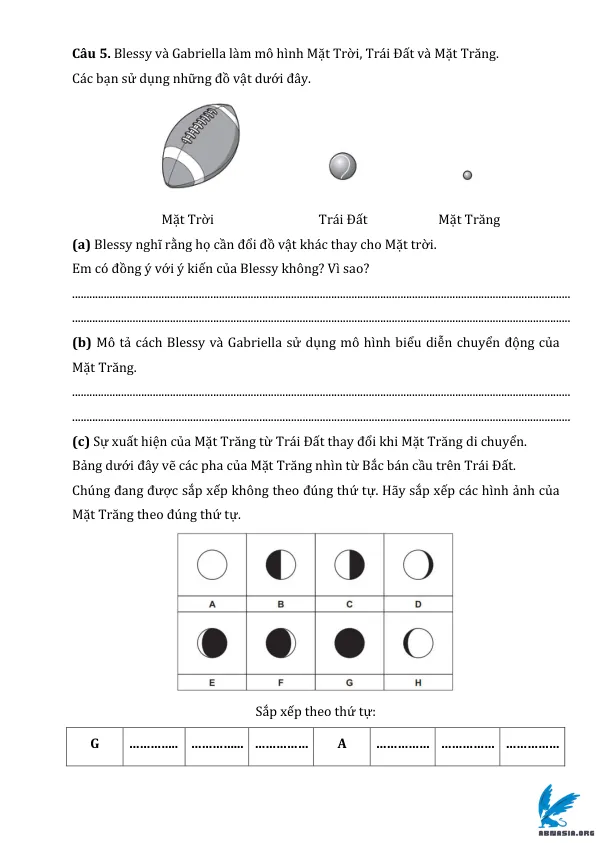 Câu 5. Blessy và Gabriella làm mô hình Mặt Trời, Trái Đất và Mặt Trăng.
Các bạn sử dụng những đồ vật dưới đây.
Mặt Trời Trái Đất Mặt Trăng
(a) Blessy nghĩ rằng họ cần đổi đồ vật khác thay cho Mặt trời.
Em có đồng ý với ý kiến của Blessy không? Vì sao?
(b) Mô tả cách Blessy và Gabriella sử dụng mô hình biểu diễn chuyển động của
Mặt Trăng.
(c) Sự xuất hiện của Mặt Trăng từ Trái Đất thay đổi khi Mặt Trăng di chuyển.
Bảng dưới đây vẽ các pha của Mặt Trăng nhìn từ Bắc bán cầu trên Trái Đất.
Chúng đang được sắp xếp không theo đúng thứ tự. Hãy sắp xếp các hình ảnh của
Mặt Trăng theo đúng thứ tự.
A B C D
E F G H
Sắp xếp theo thứ tự:
G .............. ............... ............... A ............... ............... ...............
ABNASIA.ORG